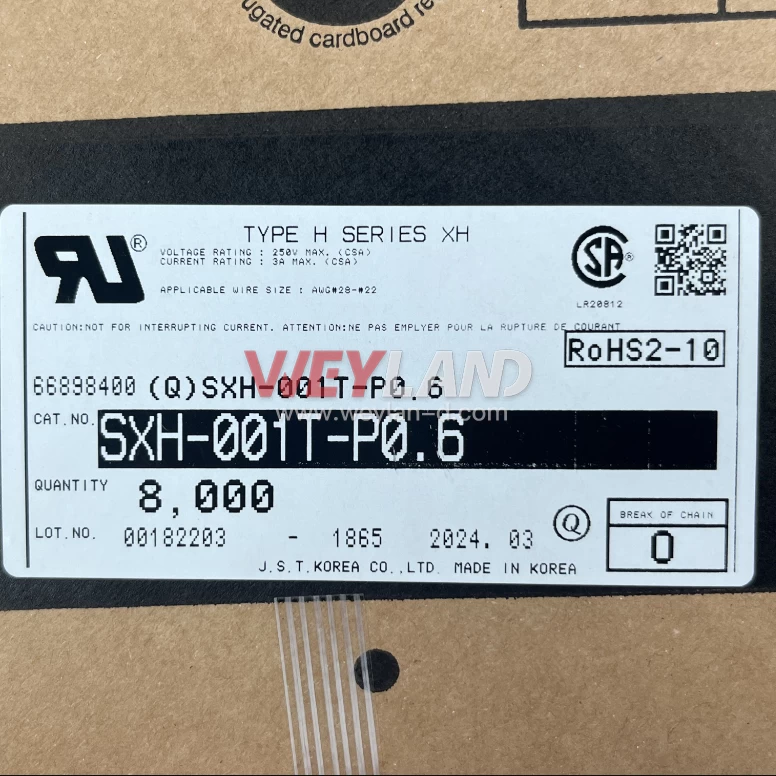 ugated cardboard re
TYPE H SERIES XH
VOLTAGE RATING : 250V MAX. (CSA)
CURRENT RATING : 3A MAX. (CSA)
APPLICABLE WIRE SIZE : AWG#28-#22
LR20812
CAUTION:NOT FOR INTERRUPTING CURRENT. ATTENTION:NE PAS EMPLYER POUR LA RUPTURE DE COURANT
RoHS2-10
WEYLAND
66898400 (Q)SXH-001T-P0.6
www.weylan-d.com
CAT.NO. SXH-001T-P0.6
QUANTITY 8,000
LOT.NO. 00182203 - 1865 2024. 03 Q
BREAK OF CHAIN
0
J.S.T.KOREA CO.,LTD. MADE IN KOREA